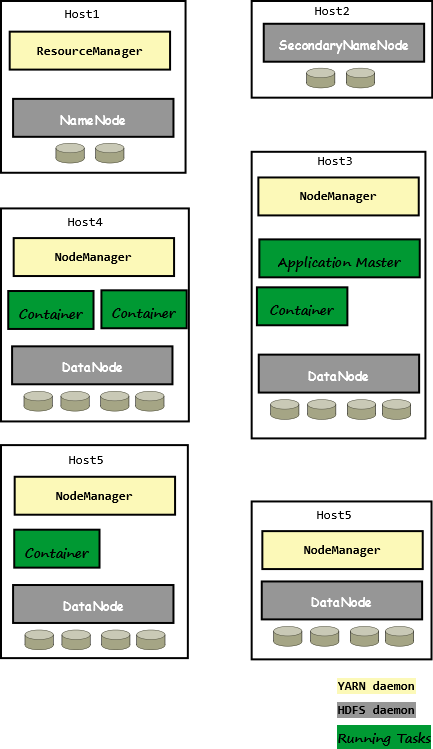 Host1
ResourceManager
NameNode
Host2
SecondaryNameNode
Host3
NodeManager
Application Master
Container
DataNode
Host4
NodeManager
Container
Container
DataNode
Host5
NodeManager
Container
DataNode
Host5
NodeManager
DataNode
YARN daemon
HDFS daemon
Running Tasks